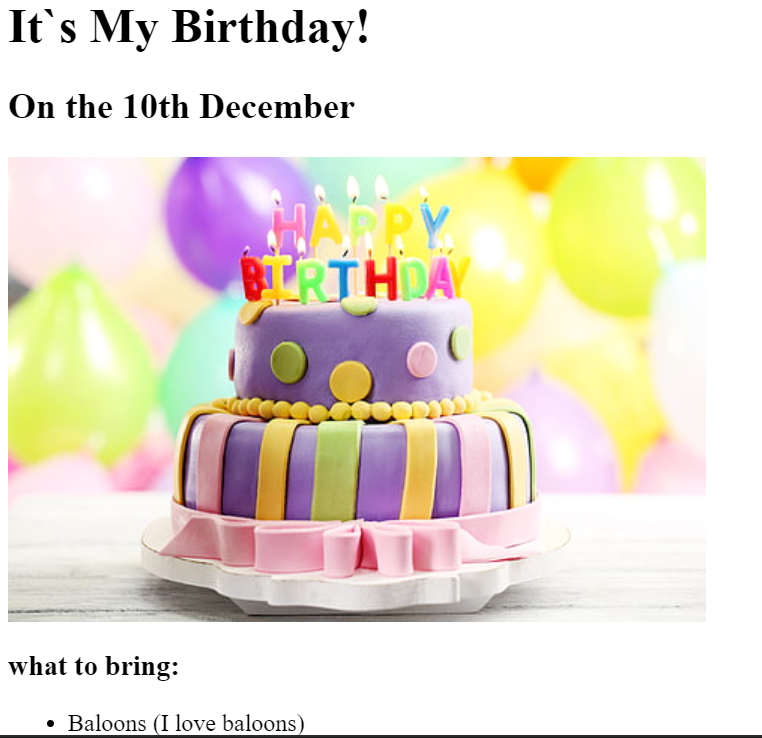 It`s My Birthday!
On the 10th December
HAPPY
BIRTHDAY
what to bring:
• Baloons (I love baloons)